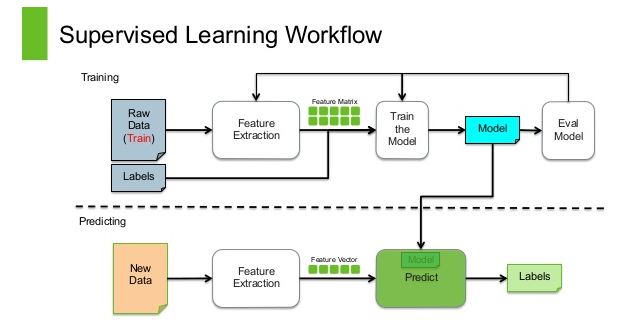 Supervised Learning Workflow
Training
Raw
Data
(Train)
Feature
Extraction
Feature Matrix
Train
the
Model
Model
Eval
Model
Labels
Predicting
New
Data
Feature
Extraction
Feature Vector
Model
Predict
Labels